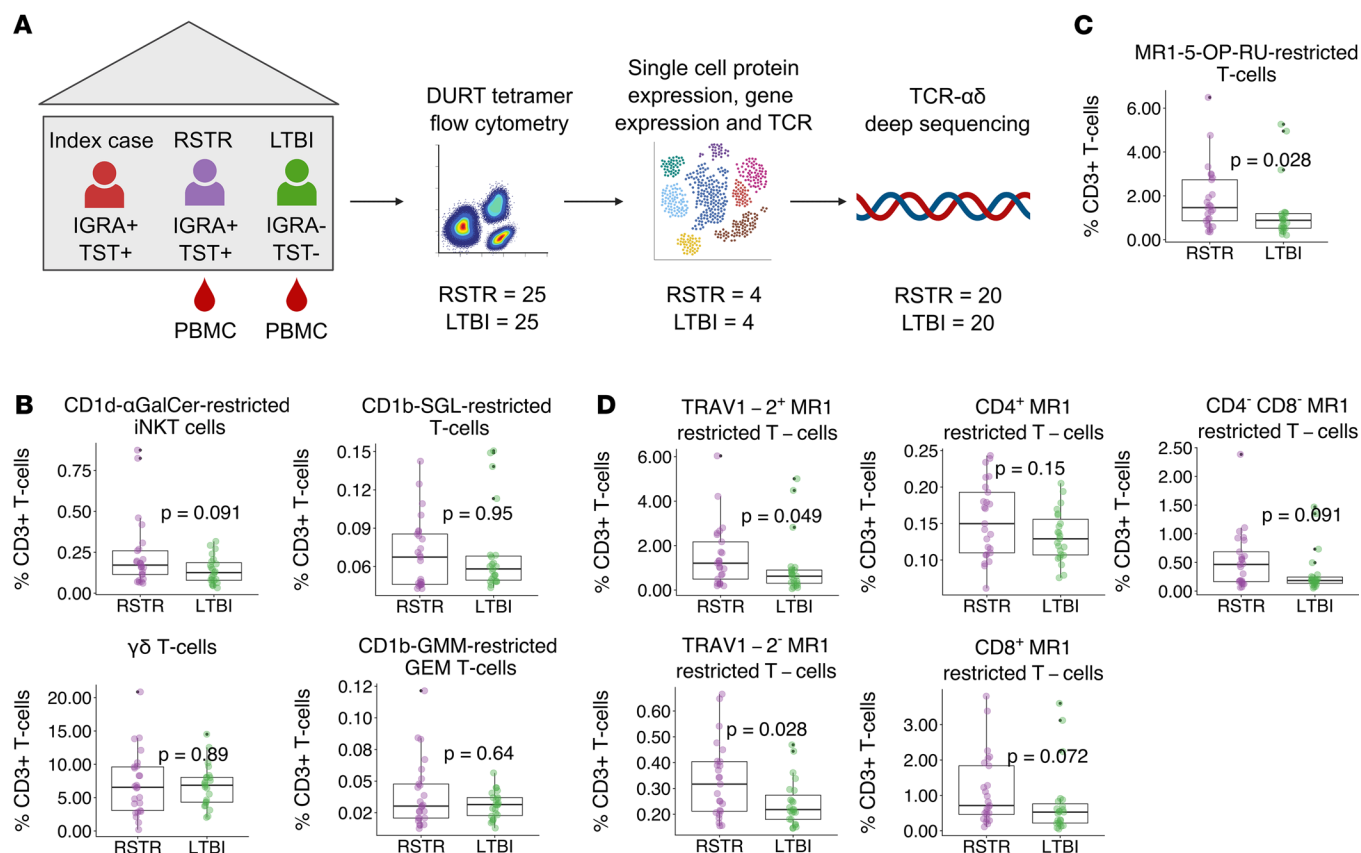 A
Index case RSTR LTBI
IGRA+ IGRA+ IGRA-
TST+ TST+ TST-
PBMC PBMC
DURT tetramer
flow cytometry
RSTR = 25
LTBI = 25
Single cell protein
expression, gene
expression and TCR
RSTR = 4
LTBI = 4
TCR-αδ
deep sequencing
RSTR = 20
LTBI = 20
C
MR1-5-OP-RU-restricted
T-cells
% CD3+ T-cells
6.00
4.00
2.00
0.00
p = 0.028
RSTR LTBI
B
CD1d-αGalCer-restricted
iNKT cells
% CD3+ T-cells
0.75
0.50
0.25
0.00
p = 0.091
RSTR LTBI
CD1b-SGL-restricted
T-cells
% CD3+ T-cells
0.15
0.12
0.09
0.06
p = 0.95
RSTR LTBI
γδ T-cells
% CD3+ T-cells
20.00
15.00
10.00
5.00
0.00
p = 0.89
RSTR LTBI
CD1b-GMM-restricted
GEM T-cells
% CD3+ T-cells
0.12
0.10
0.08
0.05
0.02
p = 0.64
RSTR LTBI
D
TRAV1 – 2⁺ MR1
restricted T – cells
% CD3+ T-cells
6.00
4.00
2.00
0.00
p = 0.049
RSTR LTBI
CD4⁺ MR1
restricted T – cells
% CD3+ T-cells
0.25
0.20
0.15
0.10
p = 0.15
RSTR LTBI
CD4⁻ CD8⁻ MR1
restricted T – cells
% CD3+ T-cells
2.50
2.00
1.50
1.00
0.50
0.00
p = 0.091
RSTR LTBI
TRAV1 – 2⁻ MR1
restricted T – cells
% CD3+ T-cells
0.60
0.50
0.40
0.30
0.20
p = 0.028
RSTR LTBI
CD8⁺ MR1
restricted T – cells
% CD3+ T-cells
3.00
2.00
1.00
0.00
p = 0.072
RSTR LTBI